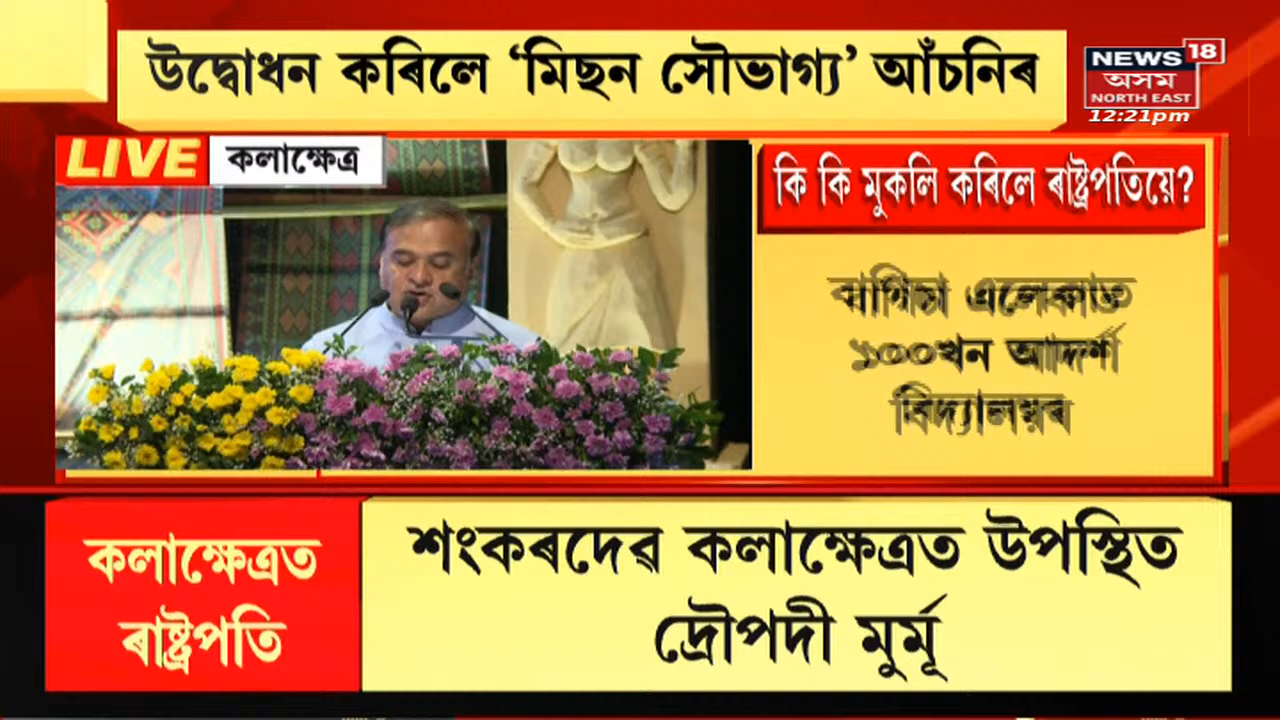 উদ্বোধন কৰিলে ‘মিছন সৌভাগ্য’ আঁচনিৰ
NEWS 18
অসম
NORTH EAST
12:21pm
LIVE
কলাক্ষেত্ৰ
কি কি মুকলি কৰিলে ৰাষ্ট্ৰপতিয়ে?
বাগিচা এলেকাত
১০০খন আদৰ্শ
বিদ্যালয়ৰ
কলাক্ষেত্ৰত
ৰাষ্ট্ৰপতি
শংকৰদেৱ কলাক্ষেত্ৰত উপস্থিত
দ্ৰৌপদী মুৰ্মূ